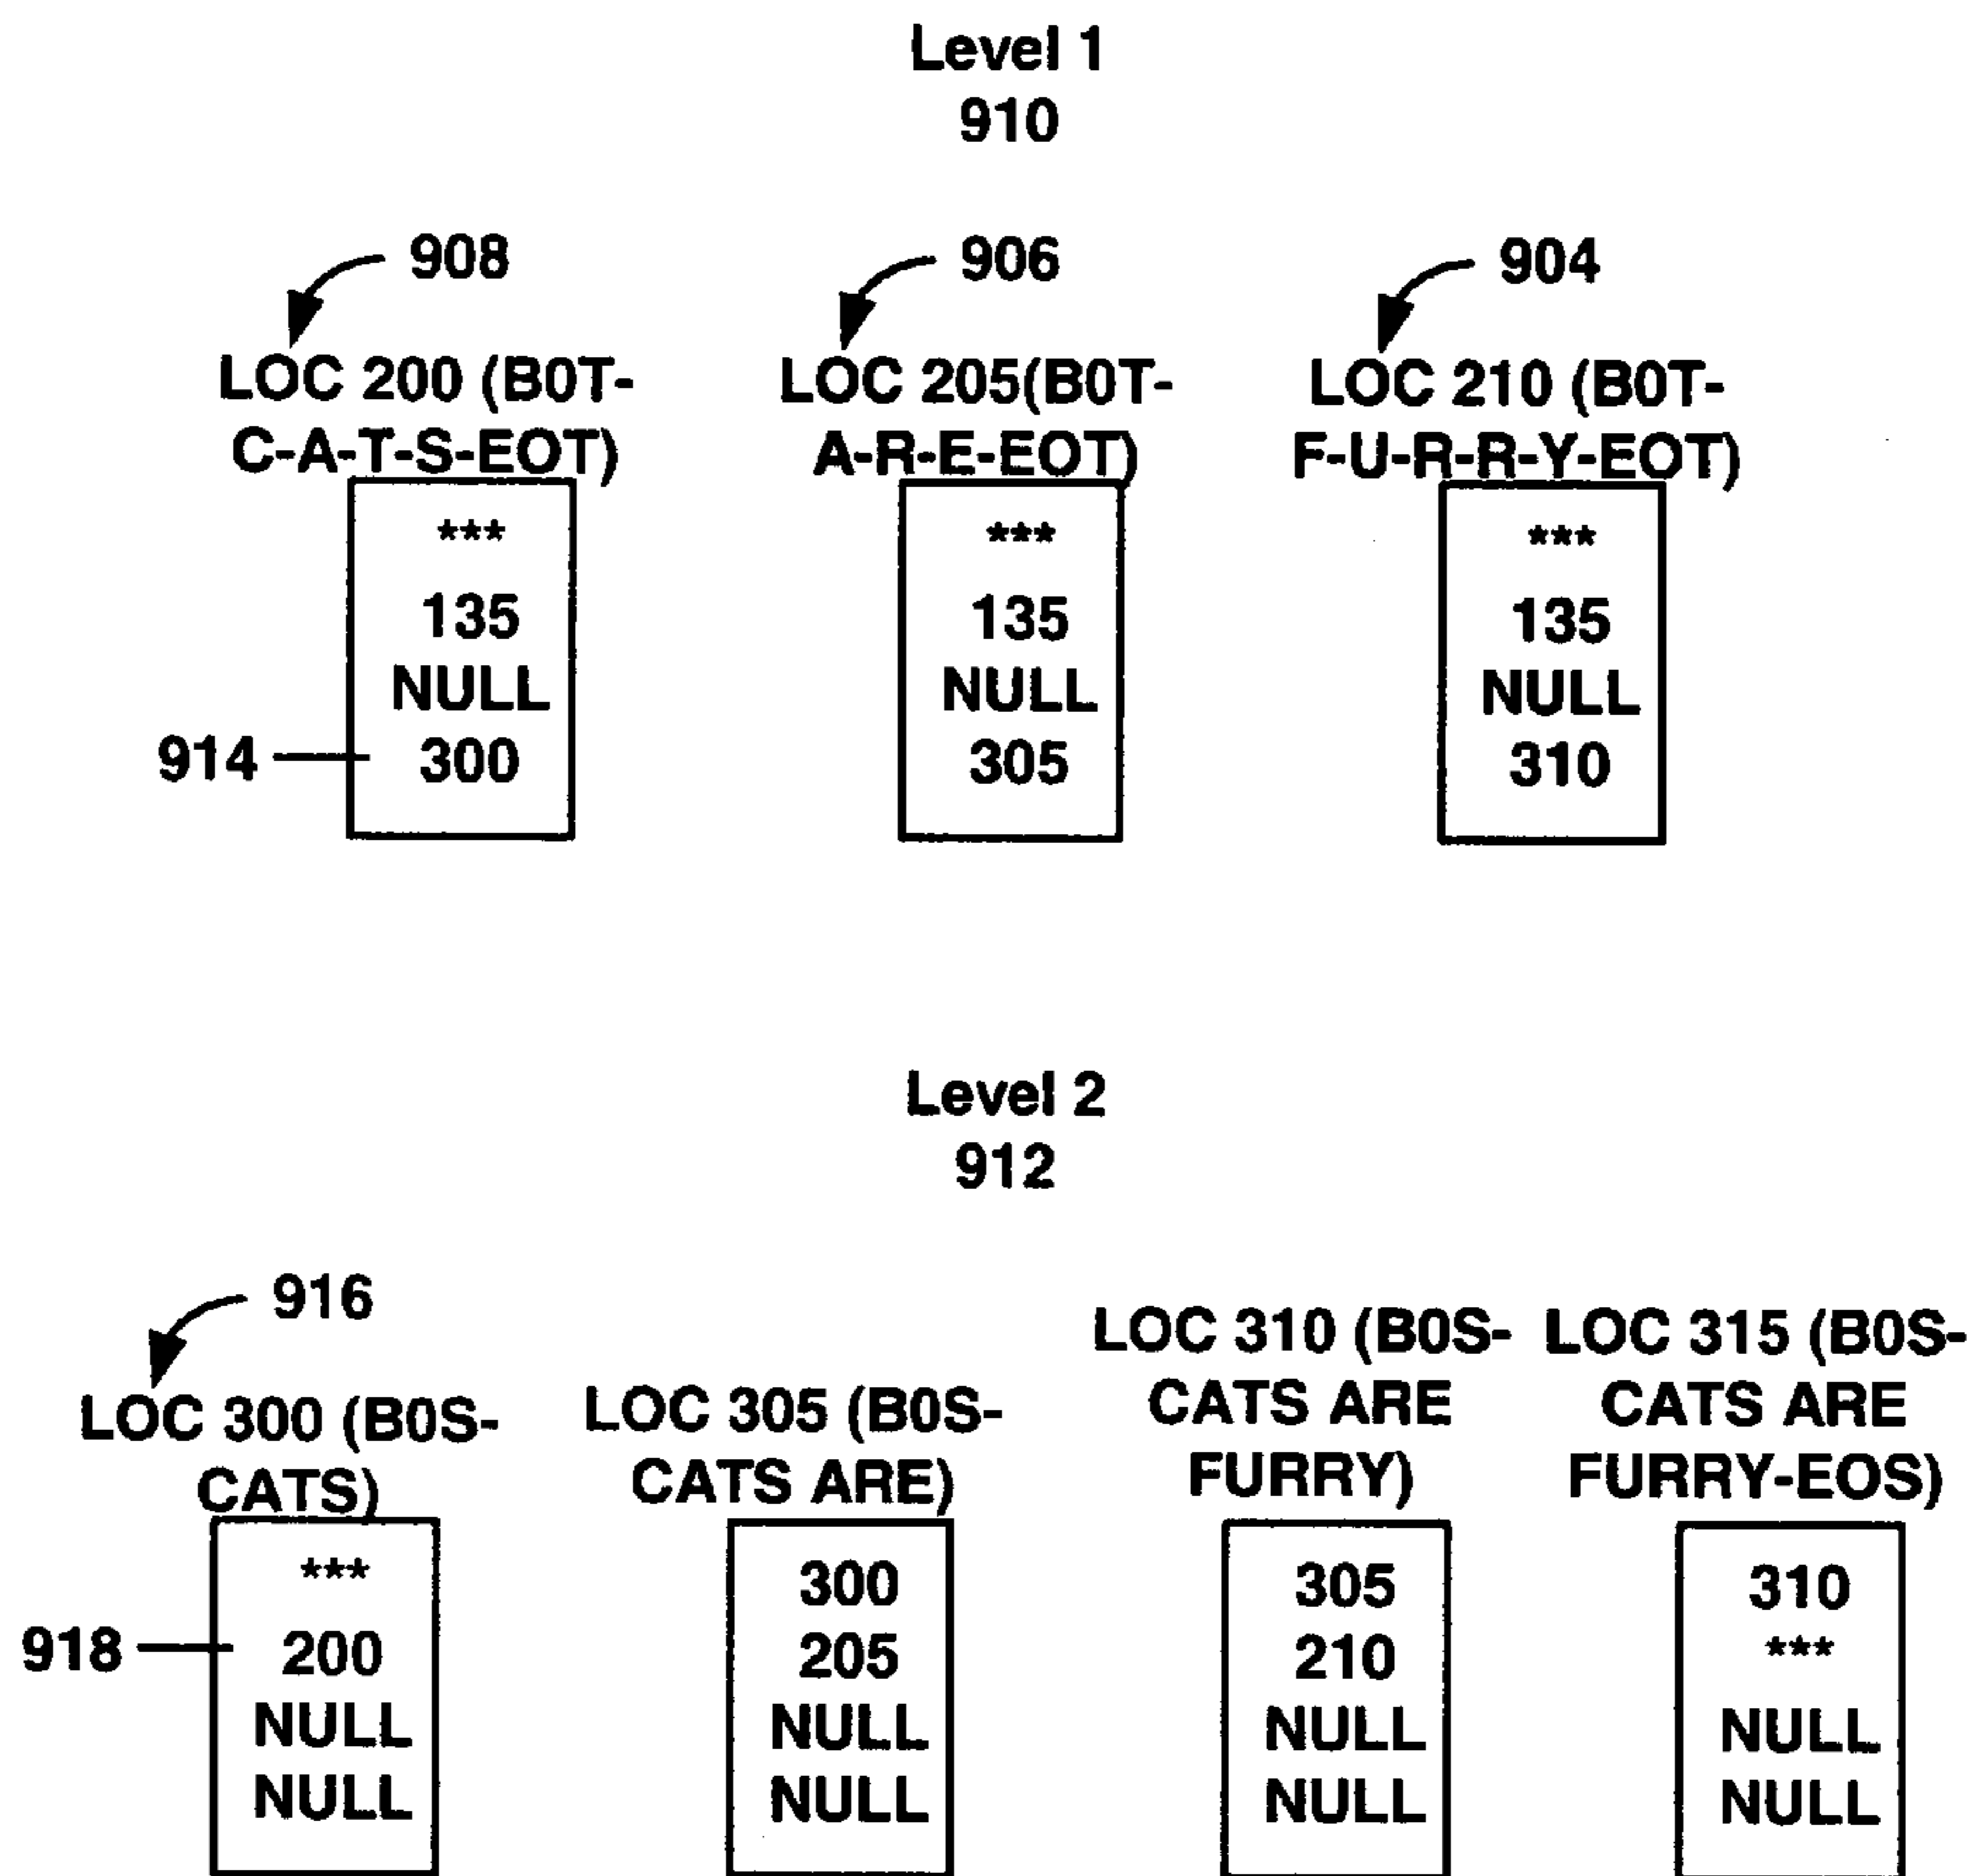 Level 1
910
908
906
904
LOC 200 (B0T-
C-A-T-S-EOT)
LOC 205(B0T-
A-R-E-EOT)
LOC 210 (B0T-
F-U-R-R-Y-EOT)
***
135
NULL
300
914
***
135
NULL
305
***
135
NULL
310
Level 2
912
916
LOC 300 (B0S-
CATS)
LOC 305 (B0S-
CATS ARE)
LOC 310 (B0S-
CATS ARE
FURRY)
LOC 315 (B0S-
CATS ARE
FURRY-EOS)
***
918
200
NULL
NULL
300
205
NULL
NULL
305
210
NULL
NULL
310
***
NULL
NULL